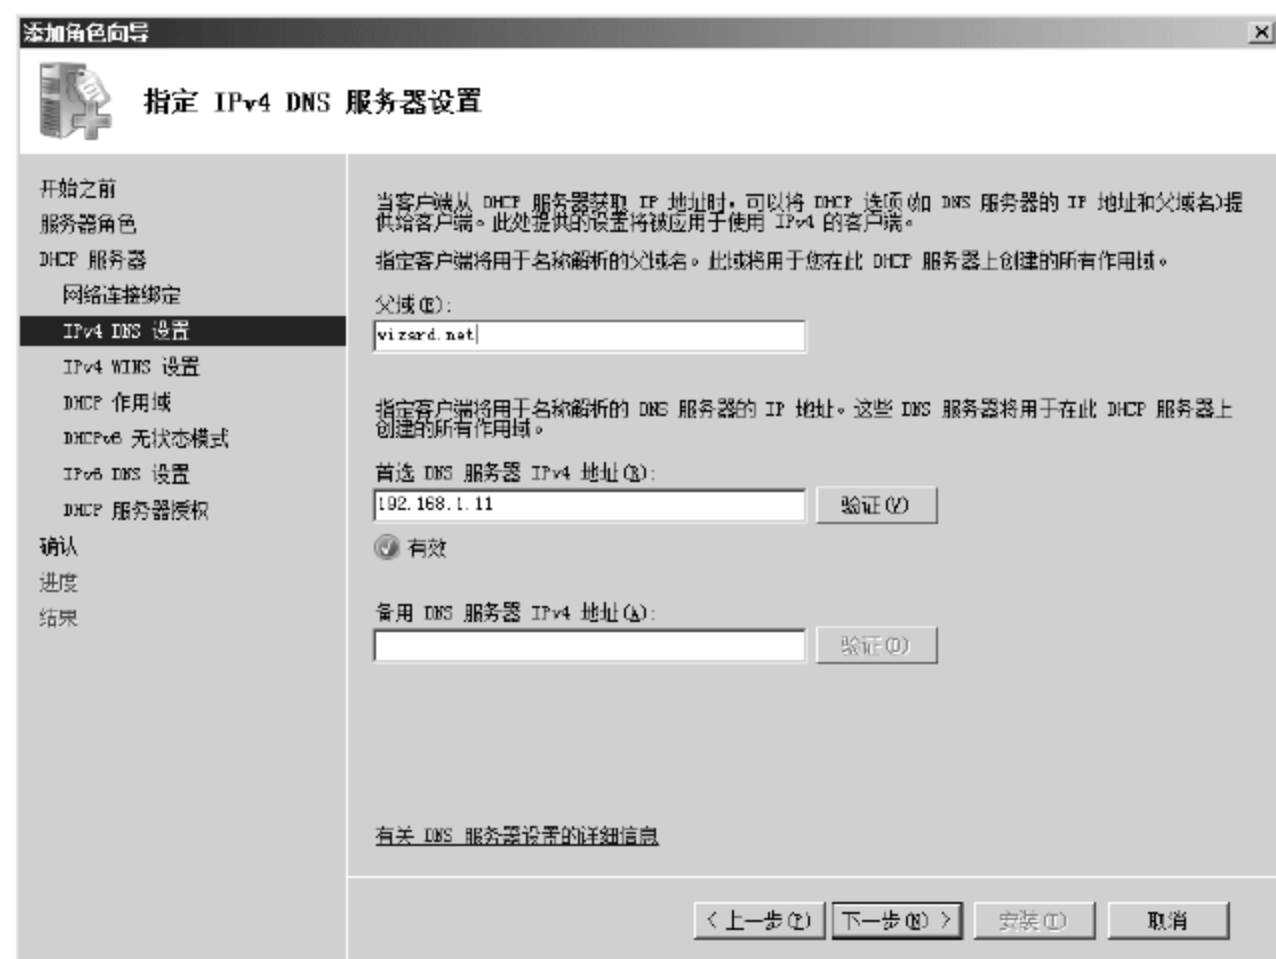 添加角色向导
指定 IPv4 DNS 服务器设置
开始之前
服务器角色
DHCP 服务器
网络连接绑定
IPv4 DNS 设置
IPv4 WINS 设置
DHCP 作用域
DHCPv6 无状态模式
IPv6 DNS 设置
DHCP 服务器授权
确认
进度
结果
当客户端从 DHCP 服务器获取 IP 地址时，可以将 DHCP 选项(如 DNS 服务器的 IP 地址和父域名)提
供给客户端。此处提供的设置将被应用于使用 IPv4 的客户端。
指定客户端将用于名称解析的父域名。此域将用于您在此 DHCP 服务器上创建的所有作用域。
父域(E):
wizard.net
指定客户端将用于名称解析的 DNS 服务器的 IP 地址。这些 DNS 服务器将用于在此 DHCP 服务器上
创建的所有作用域。
首选 DNS 服务器 IPv4 地址(R):
192.168.1.11
验证(V)
有效
备用 DNS 服务器 IPv4 地址(A):
验证(D)
有关 DNS 服务器设置的详细信息
< 上一步(P)
下一步(N) >
安装(I)
取消